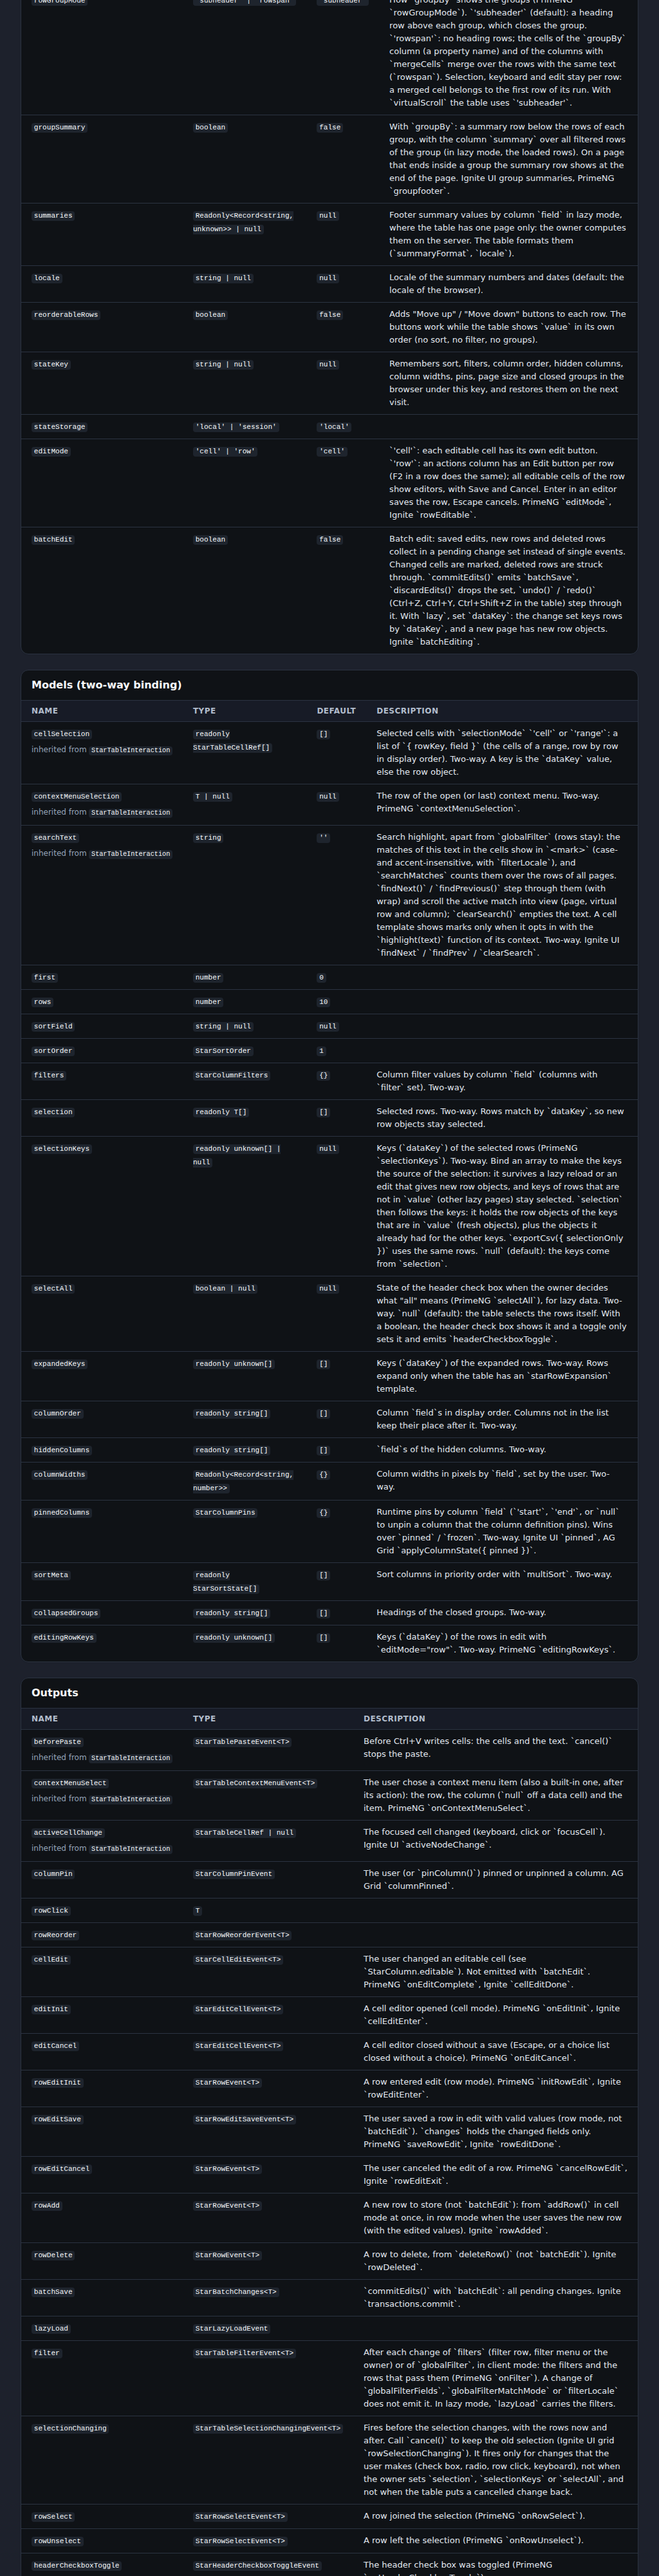 rowGroupMode 'subheader' | 'rowspan' 'subheader' How `groupBy` shows the groups (PrimeNG
`rowGroupMode`). `'subheader'` (default): a heading
row above each group, which closes the group.
`'rowspan'`: no heading rows; the cells of the `groupBy`
column (a property name) and of the columns with
`mergeCells` merge over the rows with the same text
(`rowspan`). Selection, keyboard and edit stay per row:
a merged cell belongs to the first row of its run. With
`virtualScroll` the table uses `'subheader'`.
groupSummary boolean false With `groupBy`: a summary row below the rows of each
group, with the column `summary` over all filtered rows
of the group (in lazy mode, the loaded rows). On a page
that ends inside a group the summary row shows at the
end of the page. Ignite UI group summaries, PrimeNG
`groupfooter`.
summaries Readonly<Record<string, null Footer summary values by column `field` in lazy mode,
unknown>> | null where the table has one page only: the owner computes
them on the server. The table formats them
(`summaryFormat`, `locale`).
locale string | null null Locale of the summary numbers and dates (default: the
locale of the browser).
reorderableRows boolean false Adds "Move up" / "Move down" buttons to each row. The
buttons work while the table shows `value` in its own
order (no sort, no filter, no groups).
stateKey string | null null Remembers sort, filters, column order, hidden columns,
column widths, pins, page size and closed groups in the
browser under this key, and restores them on the next
visit.
stateStorage 'local' | 'session' 'local'
editMode 'cell' | 'row' 'cell' `'cell'`: each editable cell has its own edit button.
`'row'`: an actions column has an Edit button per row
(F2 in a row does the same); all editable cells of the row
show editors, with Save and Cancel. Enter in an editor
saves the row, Escape cancels. PrimeNG `editMode`,
Ignite `rowEditable`.
batchEdit boolean false Batch edit: saved edits, new rows and deleted rows
collect in a pending change set instead of single events.
Changed cells are marked, deleted rows are struck
through. `commitEdits()` emits `batchSave`,
`discardEdits()` drops the set, `undo()` / `redo()`
(Ctrl+Z, Ctrl+Y, Ctrl+Shift+Z in the table) step through
it. With `lazy`, set `dataKey`: the change set keys rows
by `dataKey`, and a new page has new row objects.
Ignite `batchEditing`.
Models (two-way binding)
NAME TYPE DEFAULT DESCRIPTION
cellSelection readonly [] Selected cells with `selectionMode` `'cell'` or `'range'`: a
inherited from StarTableInteraction StarTableCellRef[] list of `{ rowKey, field }` (the cells of a range, row by row
in display order). Two-way. A key is the `dataKey` value,
else the row object.
contextMenuSelection T | null null The row of the open (or last) context menu. Two-way.
inherited from StarTableInteraction PrimeNG `contextMenuSelection`.
searchText string '' Search highlight, apart from `globalFilter` (rows stay): the
inherited from StarTableInteraction matches of this text in the cells show in `<mark>` (case-
and accent-insensitive, with `filterLocale`), and
`searchMatches` counts them over the rows of all pages.
`findNext()` / `findPrevious()` step through them (with
wrap) and scroll the active match into view (page, virtual
row and column); `clearSearch()` empties the text. A cell
template shows marks only when it opts in with the
`highlight(text)` function of its context. Two-way. Ignite UI
`findNext` / `findPrev` / `clearSearch`.
first number 0
rows number 10
sortField string | null null
sortOrder StarSortOrder 1
filters StarColumnFilters {} Column filter values by column `field` (columns with
`filter` set). Two-way.
selection readonly T[] [] Selected rows. Two-way. Rows match by `dataKey`, so new
row objects stay selected.
selectionKeys readonly unknown[] | null Keys (`dataKey`) of the selected rows (PrimeNG
null `selectionKeys`). Two-way. Bind an array to make the keys
the source of the selection: it survives a lazy reload or an
edit that gives new row objects, and keys of rows that are
not in `value` (other lazy pages) stay selected. `selection`
then follows the keys: it holds the row objects of the keys
that are in `value` (fresh objects), plus the objects it
already had for the other keys. `exportCsv({ selectionOnly
})` uses the same rows. `null` (default): the keys come
from `selection`.
selectAll boolean | null null State of the header check box when the owner decides
what "all" means (PrimeNG `selectAll`), for lazy data. Two-
way. `null` (default): the table selects the rows itself. With
a boolean, the header check box shows it and a toggle only
sets it and emits `headerCheckboxToggle`.
expandedKeys readonly unknown[] [] Keys (`dataKey`) of the expanded rows. Two-way. Rows
expand only when the table has an `starRowExpansion`
template.
columnOrder readonly string[] [] Column `field`s in display order. Columns not in the list
keep their place after it. Two-way.
hiddenColumns readonly string[] [] `field`s of the hidden columns. Two-way.
columnWidths Readonly<Record<string, {} Column widths in pixels by `field`, set by the user. Two-
number>> way.
pinnedColumns StarColumnPins {} Runtime pins by column `field` (`'start'`, `'end'`, or `null`
to unpin a column that the column definition pins). Wins
over `pinned` / `frozen`. Two-way. Ignite UI `pinned`, AG
Grid `applyColumnState({ pinned })`.
sortMeta readonly [] Sort columns in priority order with `multiSort`. Two-way.
StarSortState[]
collapsedGroups readonly string[] [] Headings of the closed groups. Two-way.
editingRowKeys readonly unknown[] [] Keys (`dataKey`) of the rows in edit with
`editMode="row"`. Two-way. PrimeNG `editingRowKeys`.
Outputs
NAME TYPE DESCRIPTION
beforePaste StarTablePasteEvent<T> Before Ctrl+V writes cells: the cells and the text. `cancel()`
inherited from StarTableInteraction stops the paste.
contextMenuSelect StarTableContextMenuEvent<T> The user chose a context menu item (also a built-in one, after
inherited from StarTableInteraction its action): the row, the column (`null` off a data cell) and the
item. PrimeNG `onContextMenuSelect`.
activeCellChange StarTableCellRef | null The focused cell changed (keyboard, click or `focusCell`).
inherited from StarTableInteraction Ignite UI `activeNodeChange`.
columnPin StarColumnPinEvent The user (or `pinColumn()`) pinned or unpinned a column. AG
Grid `columnPinned`.
rowClick T
rowReorder StarRowReorderEvent<T>
cellEdit StarCellEditEvent<T> The user changed an editable cell (see
`StarColumn.editable`). Not emitted with `batchEdit`.
PrimeNG `onEditComplete`, Ignite `cellEditDone`.
editInit StarEditCellEvent<T> A cell editor opened (cell mode). PrimeNG `onEditInit`, Ignite
`cellEditEnter`.
editCancel StarEditCellEvent<T> A cell editor closed without a save (Escape, or a choice list
closed without a choice). PrimeNG `onEditCancel`.
rowEditInit StarRowEvent<T> A row entered edit (row mode). PrimeNG `initRowEdit`, Ignite
`rowEditEnter`.
rowEditSave StarRowEditSaveEvent<T> The user saved a row in edit with valid values (row mode, not
`batchEdit`). `changes` holds the changed fields only.
PrimeNG `saveRowEdit`, Ignite `rowEditDone`.
rowEditCancel StarRowEvent<T> The user canceled the edit of a row. PrimeNG `cancelRowEdit`,
Ignite `rowEditExit`.
rowAdd StarRowEvent<T> A new row to store (not `batchEdit`): from `addRow()` in cell
mode at once, in row mode when the user saves the new row
(with the edited values). Ignite `rowAdded`.
rowDelete StarRowEvent<T> A row to delete, from `deleteRow()` (not `batchEdit`). Ignite
`rowDeleted`.
batchSave StarBatchChanges<T> `commitEdits()` with `batchEdit`: all pending changes. Ignite
`transactions.commit`.
lazyLoad StarLazyLoadEvent
filter StarTableFilterEvent<T> After each change of `filters` (filter row, filter menu or the
owner) or of `globalFilter`, in client mode: the filters and the
rows that pass them (PrimeNG `onFilter`). A change of
`globalFilterFields`, `globalFilterMatchMode` or `filterLocale`
does not emit it. In lazy mode, `lazyLoad` carries the filters.
selectionChanging StarTableSelectionChangingEvent<T> Fires before the selection changes, with the rows now and
after. Call `cancel()` to keep the old selection (Ignite UI grid
`rowSelectionChanging`). It fires only for changes that the
user makes (check box, radio, row click, keyboard), not when
the owner sets `selection`, `selectionKeys` or `selectAll`, and
not when the table puts a cancelled change back.
rowSelect StarRowSelectEvent<T> A row joined the selection (PrimeNG `onRowSelect`).
rowUnselect StarRowSelectEvent<T> A row left the selection (PrimeNG `onRowUnselect`).
headerCheckboxToggle StarHeaderCheckboxToggleEvent The header check box was toggled (PrimeNG